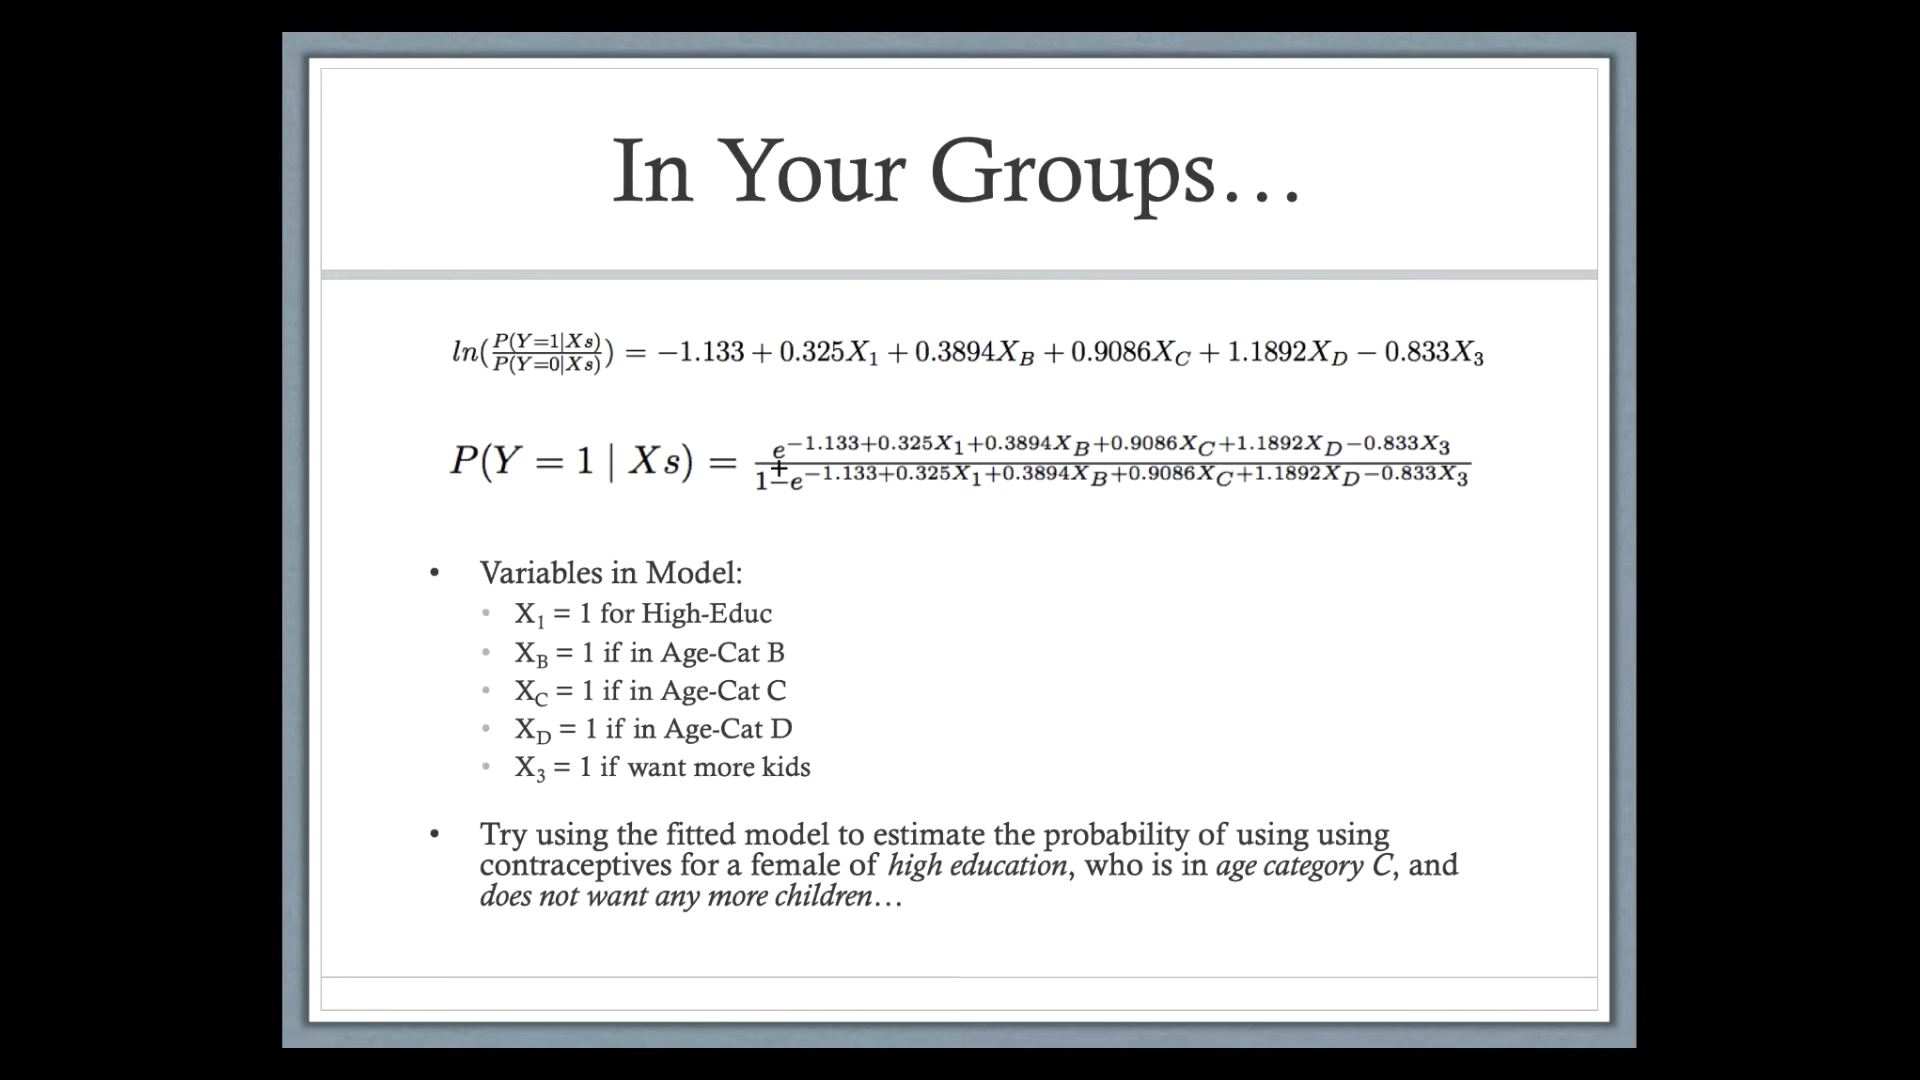 In Your Groups…
ln(P(Y=1|Xs)/P(Y=0|Xs)) = −1.133 + 0.325X₁ + 0.3894X_B + 0.9086X_C + 1.1892X_D − 0.833X₃
P(Y = 1 | Xs) = e^(−1.133+0.325X₁+0.3894X_B+0.9086X_C+1.1892X_D−0.833X₃) / 1±e^(−1.133+0.325X₁+0.3894X_B+0.9086X_C+1.1892X_D−0.833X₃)
• Variables in Model:
• X₁ = 1 for High-Educ
• X_B = 1 if in Age-Cat B
• X_C = 1 if in Age-Cat C
• X_D = 1 if in Age-Cat D
• X₃ = 1 if want more kids
• Try using the fitted model to estimate the probability of using using
contraceptives for a female of high education, who is in age category C, and
does not want any more children…